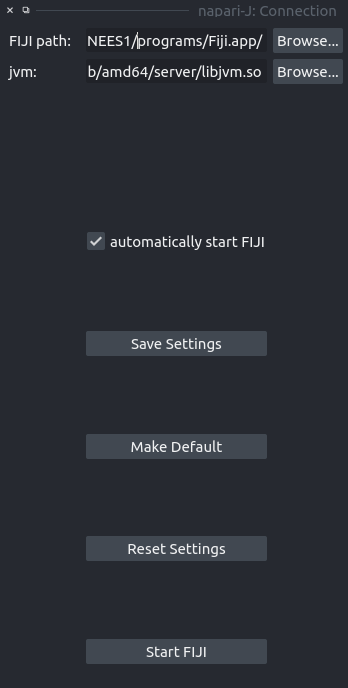 napari-J: Connection
FIJI path: NEES1/programs/Fiji.app/ Browse...
jvm: b/amd64/server/libjvm.so Browse...
automatically start FIJI
Save Settings
Make Default
Reset Settings
Start FIJI